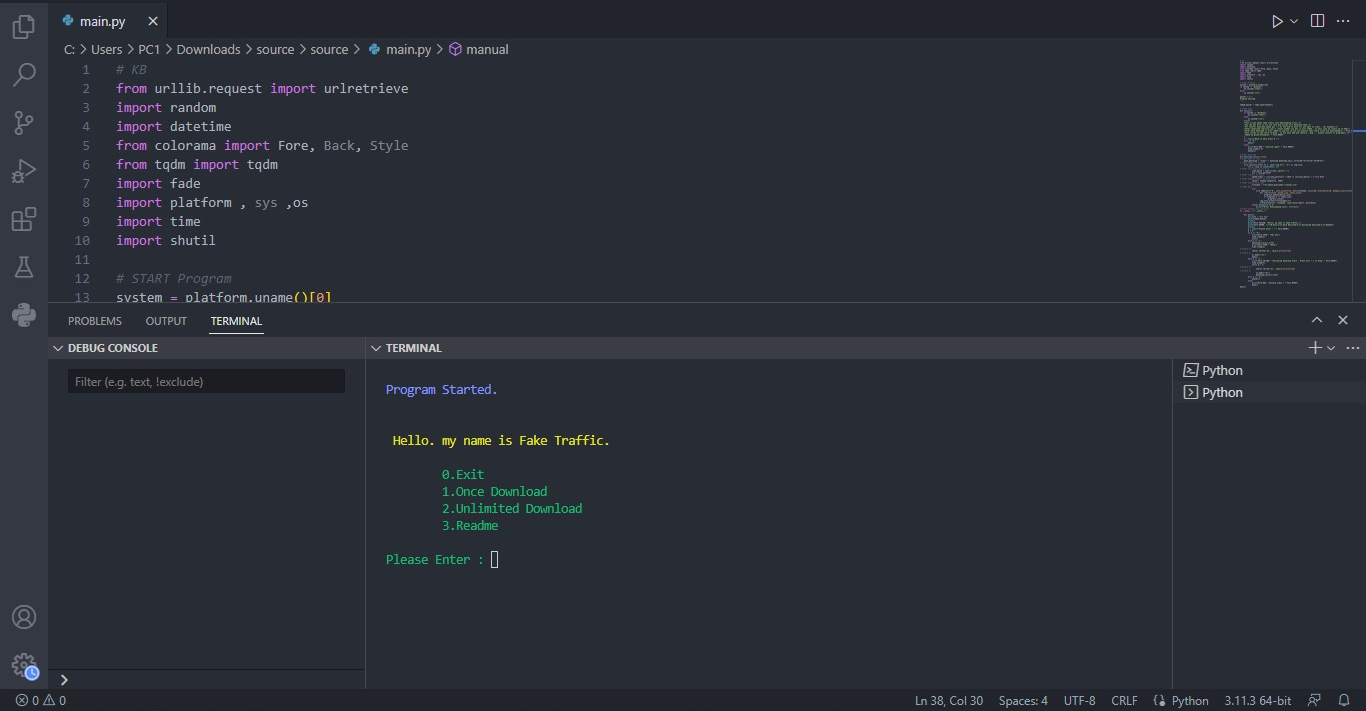 main.py
C: > Users > PC1 > Downloads > source > source > main.py > manual
1 # KB
2 from urllib.request import urlretrieve
3 import random
4 import datetime
5 from colorama import Fore, Back, Style
6 from tqdm import tqdm
7 import fade
8 import platform , sys ,os
9 import time
10 import shutil
11
12 # START Program
13 system = platform.uname()[0]
PROBLEMS OUTPUT TERMINAL
DEBUG CONSOLE
Filter (e.g. text, !exclude)
TERMINAL
Program Started.
Hello. my name is Fake Traffic.
0.Exit
1.Once Download
2.Unlimited Download
3.Readme
Please Enter :
Python
Python
0 0
Ln 38, Col 30 Spaces: 4 UTF-8 CRLF Python 3.11.3 64-bit